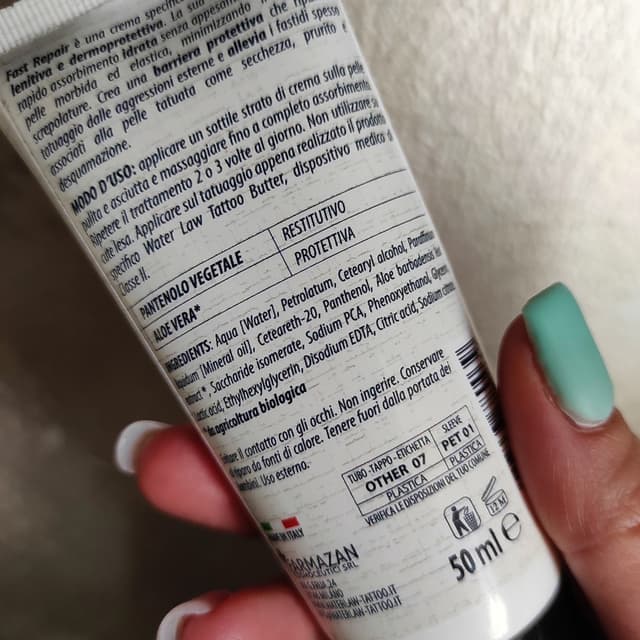 Fast Repair è una crema specific
lenitiva e dermoprotettiva. La sua
rapido assorbimento Idrata senza appesan
pelle morbida ed elastica, minimizzando
screpolature. Crea una barriera protettiva che
tatuaggio dalle aggressioni esterne e allevia i fastidi spess
associati alla pelle tatuata come secchezza, prurito e
desquamazione.
MODO D'USO: applicare un sottile strato di crema sulla pelle
pulita e asciutta e massaggiare fino a completo assorbimento
Ripetere il trattamento 2 o 3 volte al giorno. Non utilizzare su
cute lesa. Applicare sul tatuaggio appena realizzato il prodotto
specifico Water Law Tattoo Butter, dispositivo medico di
Classe II.
PANTENOLO VEGETALE RESTITUTIVO
ALOE VERA* PROTETTIVA
INGREDIENTS: Aqua [Water], Petrolatum, Cetearyl alcohol, Paraffinum
liquidum [Mineral oil], Ceteareth-20, Panthenol, Aloe barbadensis
extract* Saccharide isomerate, Sodium PCA, Phenoxyethanol, Glycerin
lactic acid, Ethylhexylglycerin, Disodium EDTA, Citric acid, Sodium citrate
da agricoltura biologica
il contatto con gli occhi. Non ingerire. Conservare
riparo da fonti di calore. Tenere fuori dalla portata dei
bambini. Uso esterno.
TUBO - TAPPO - ETICHETTA SLEEVE
OTHER 07 PET 01
PLASTICA PLASTICA
VERIFICA LE DISPOSIZIONI DEL TUO COMUNE
IN ITALY
12 M
ARMAZAN
SRL
50 ml e
MILANO